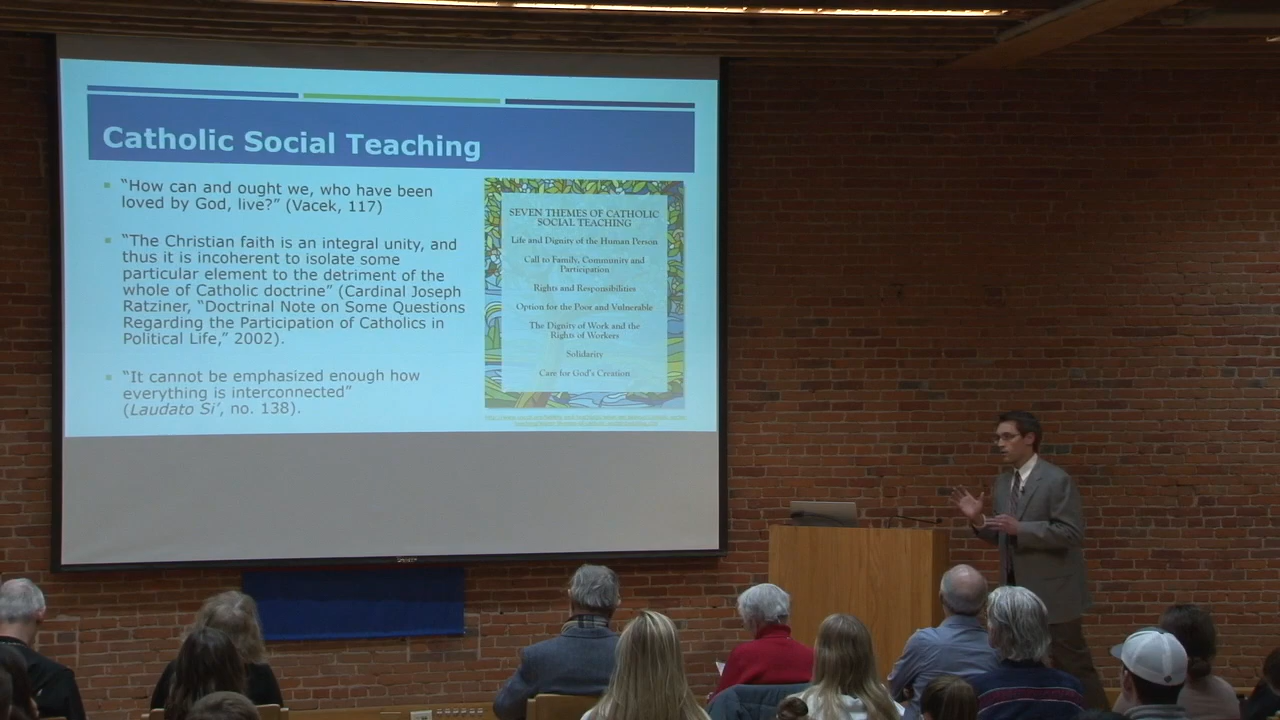 Catholic Social Teaching
“How can and ought we, who have been
loved by God, live?” (Vacek, 117)
“The Christian faith is an integral unity, and
thus it is incoherent to isolate some
particular element to the detriment of the
whole of Catholic doctrine” (Cardinal Joseph
Ratziner, “Doctrinal Note on Some Questions
Regarding the Participation of Catholics in
Political Life,” 2002).
“It cannot be emphasized enough how
everything is interconnected”
(Laudato Si’, no. 138).
SEVEN THEMES OF CATHOLIC
SOCIAL TEACHING
Life and Dignity of the Human Person
Call to Family, Community and
Participation
Rights and Responsibilities
Option for the Poor and Vulnerable
The Dignity of Work and the
Rights of Workers
Solidarity
Care for God's Creation